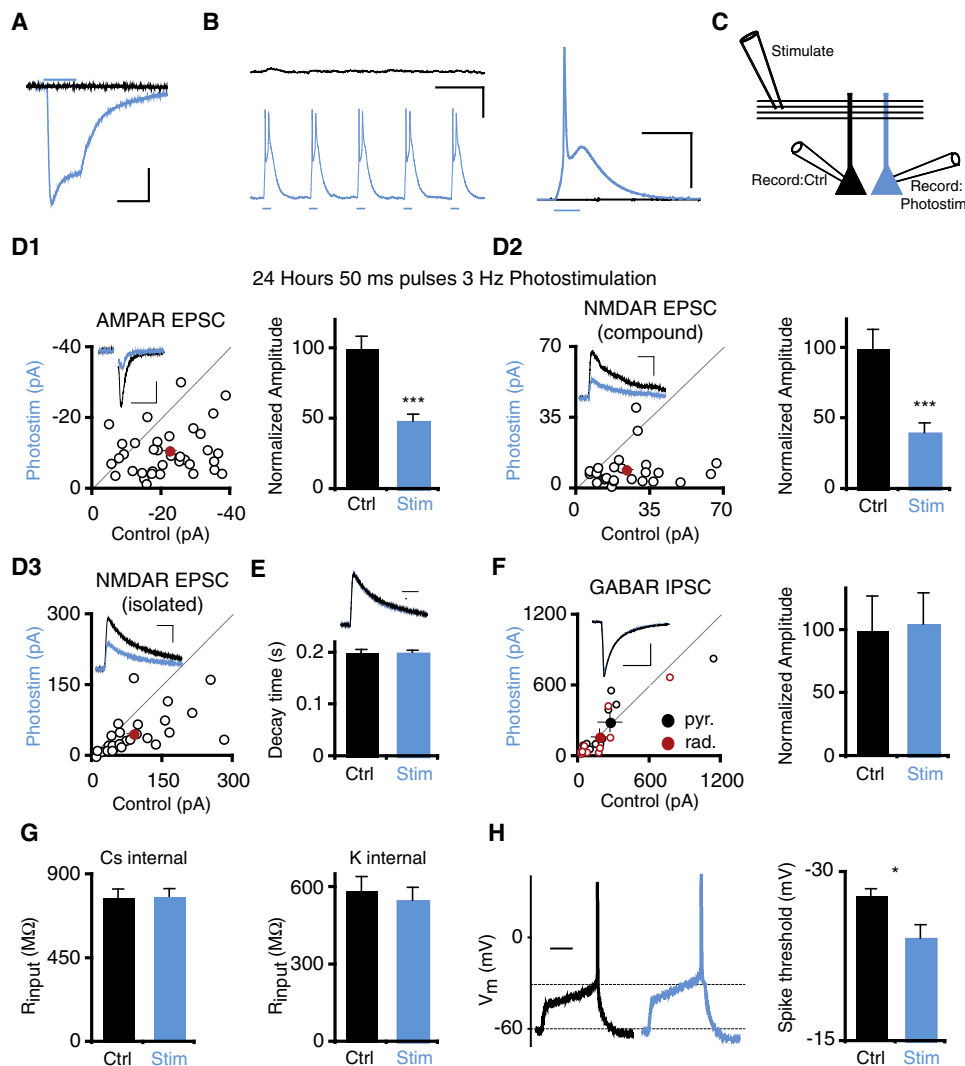 A
B
C
Stimulate
Record:Ctrl
Record:
Photostim
D1
D2
24 Hours 50 ms pulses 3 Hz Photostimulation
AMPAR EPSC
Photostim (pA)
-40
-20
0
0
-20
-40
Control (pA)
Normalized Amplitude
100
50
0
***
Ctrl
Stim
NMDAR EPSC
(compound)
Photostim (pA)
70
35
0
0
35
70
Control (pA)
Normalized Amplitude
100
50
0
***
Ctrl
Stim
D3
NMDAR EPSC
(isolated)
Photostim (pA)
300
150
0
0
150
300
Control (pA)
E
Decay time (s)
0.2
0.1
0
Ctrl
Stim
F
GABAR IPSC
Photostim (pA)
1200
600
0
0
600
1200
Control (pA)
pyr.
rad.
Normalized Amplitude
100
50
0
Ctrl
Stim
G
Cs internal
Rinput (MΩ)
900
450
0
Ctrl
Stim
K internal
Rinput (MΩ)
600
300
0
Ctrl
Stim
H
Vm (mV)
0
-60
Spike threshold (mV)
-30
-15
*
Ctrl
Stim